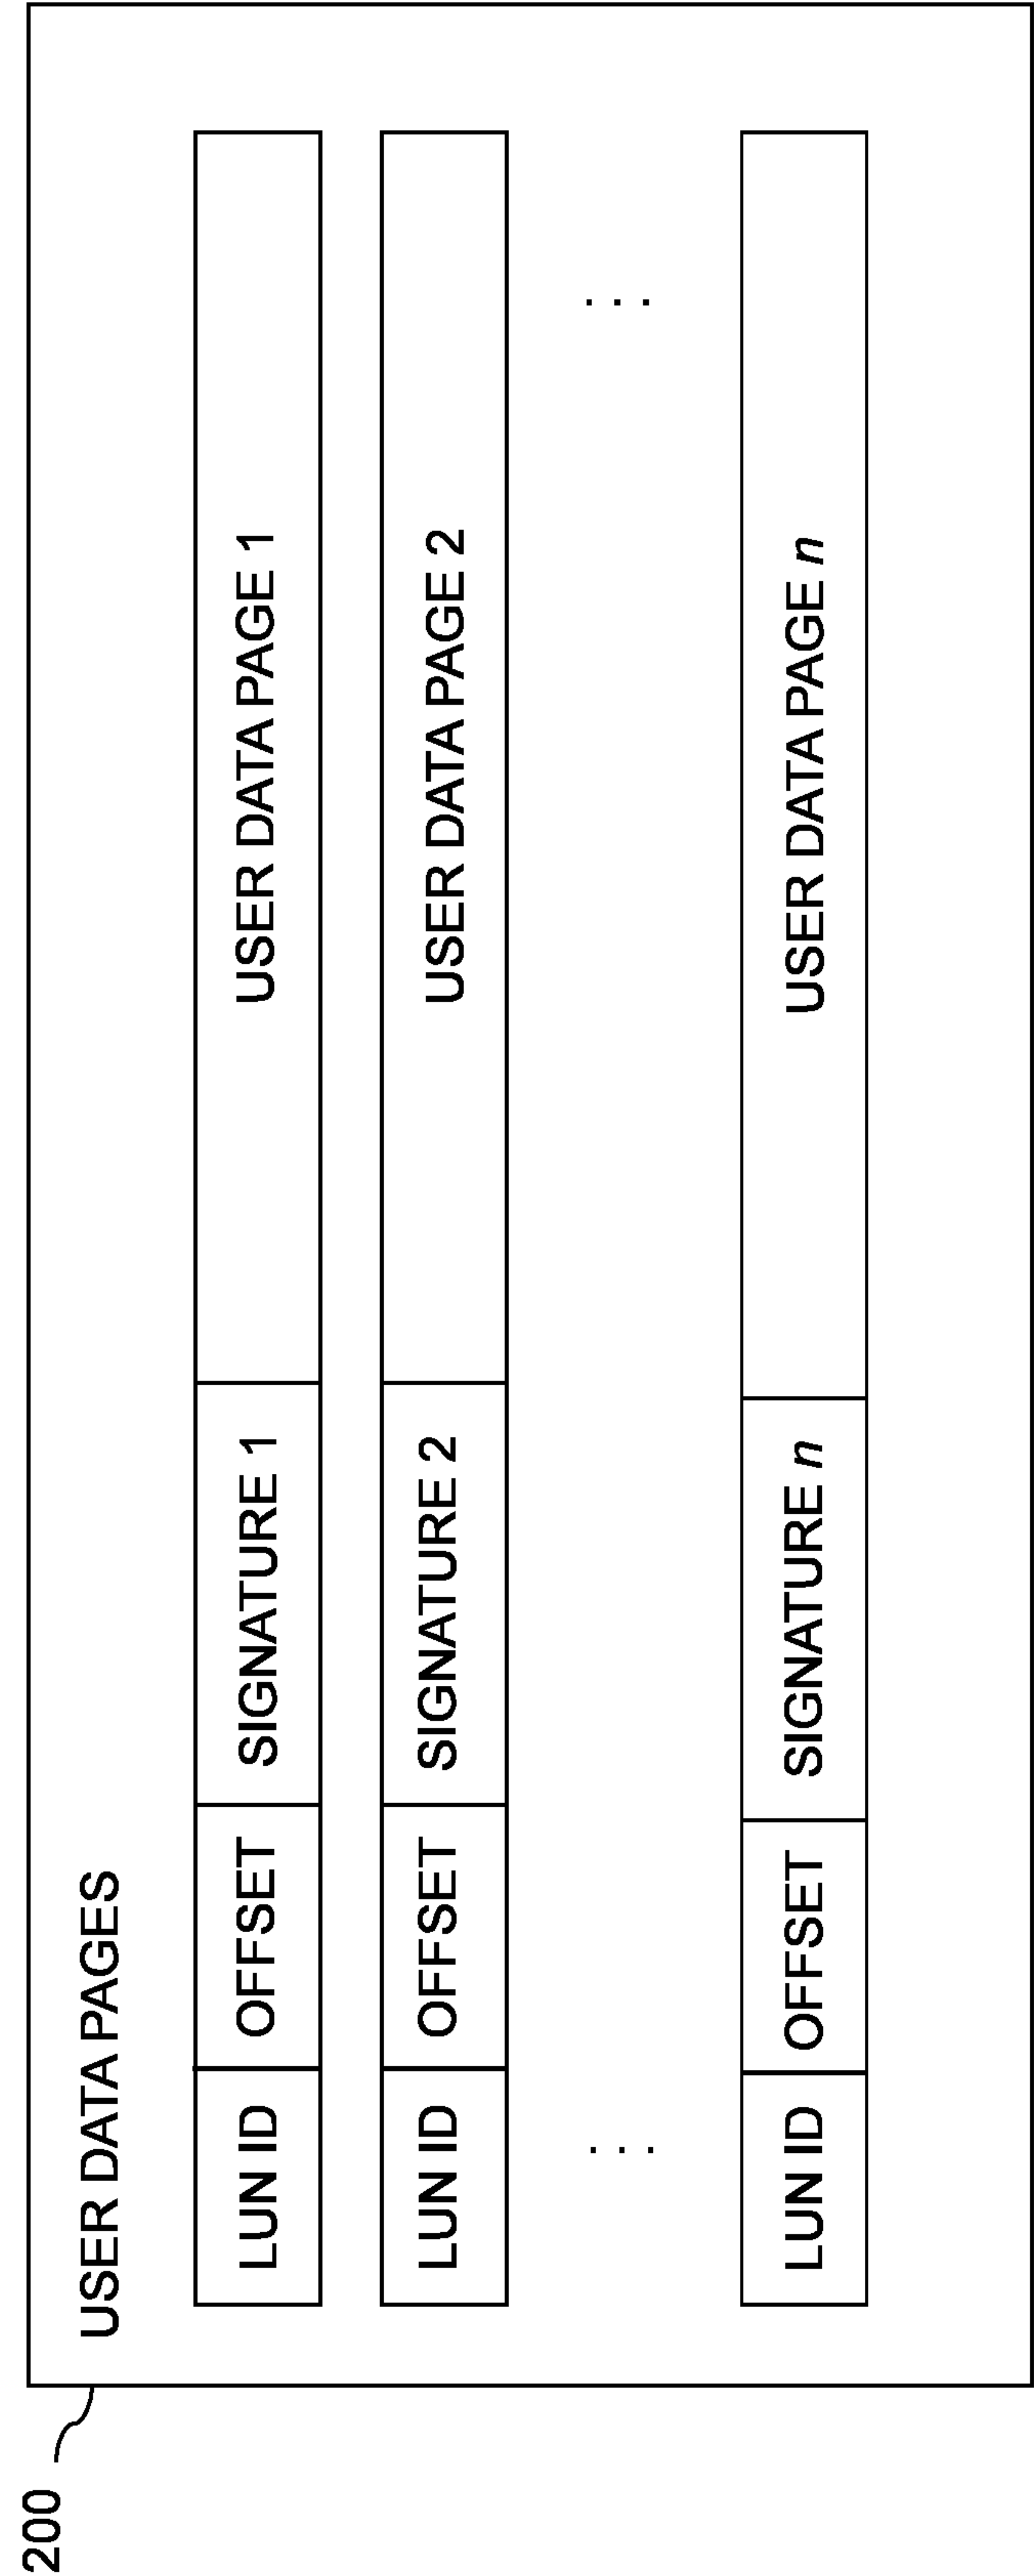 200
USER DATA PAGES
LUN ID OFFSET SIGNATURE 1 USER DATA PAGE 1
LUN ID OFFSET SIGNATURE 2 USER DATA PAGE 2
. . . . . .
LUN ID OFFSET SIGNATURE n USER DATA PAGE n